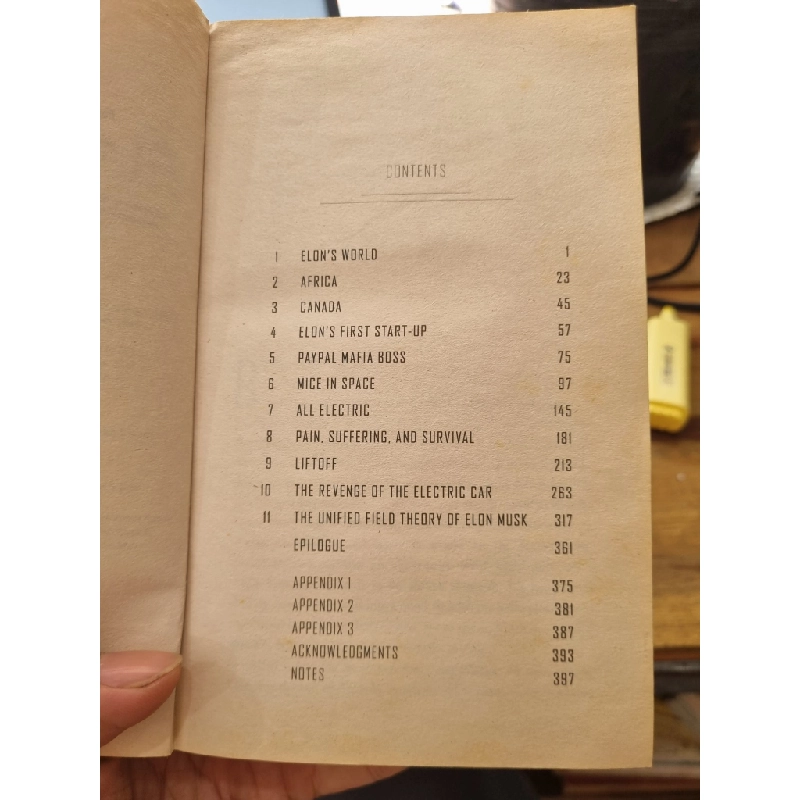 CONTENTS
1 ELON'S WORLD 1
2 AFRICA 23
3 CANADA 45
4 ELON'S FIRST START-UP 57
5 PAYPAL MAFIA BOSS 75
6 MICE IN SPACE 97
7 ALL ELECTRIC 145
8 PAIN, SUFFERING, AND SURVIVAL 181
9 LIFTOFF 213
10 THE REVENGE OF THE ELECTRIC CAR 263
11 THE UNIFIED FIELD THEORY OF ELON MUSK 317
EPILOGUE 361
APPENDIX 1 375
APPENDIX 2 381
APPENDIX 3 387
ACKNOWLEDGMENTS 393
NOTES 397